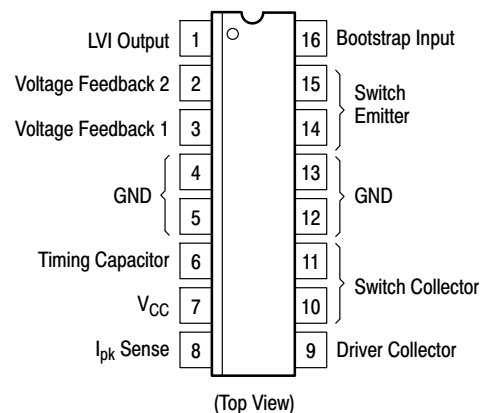 LVI Output 1 16 Bootstrap Input
Voltage Feedback 2 2 15
Switch
Emitter
Voltage Feedback 1 3 14
4 13
GND GND
5 12
Timing Capacitor 6 11
Switch Collector
VCC 7 10
Ipk Sense 8 9 Driver Collector
(Top View)